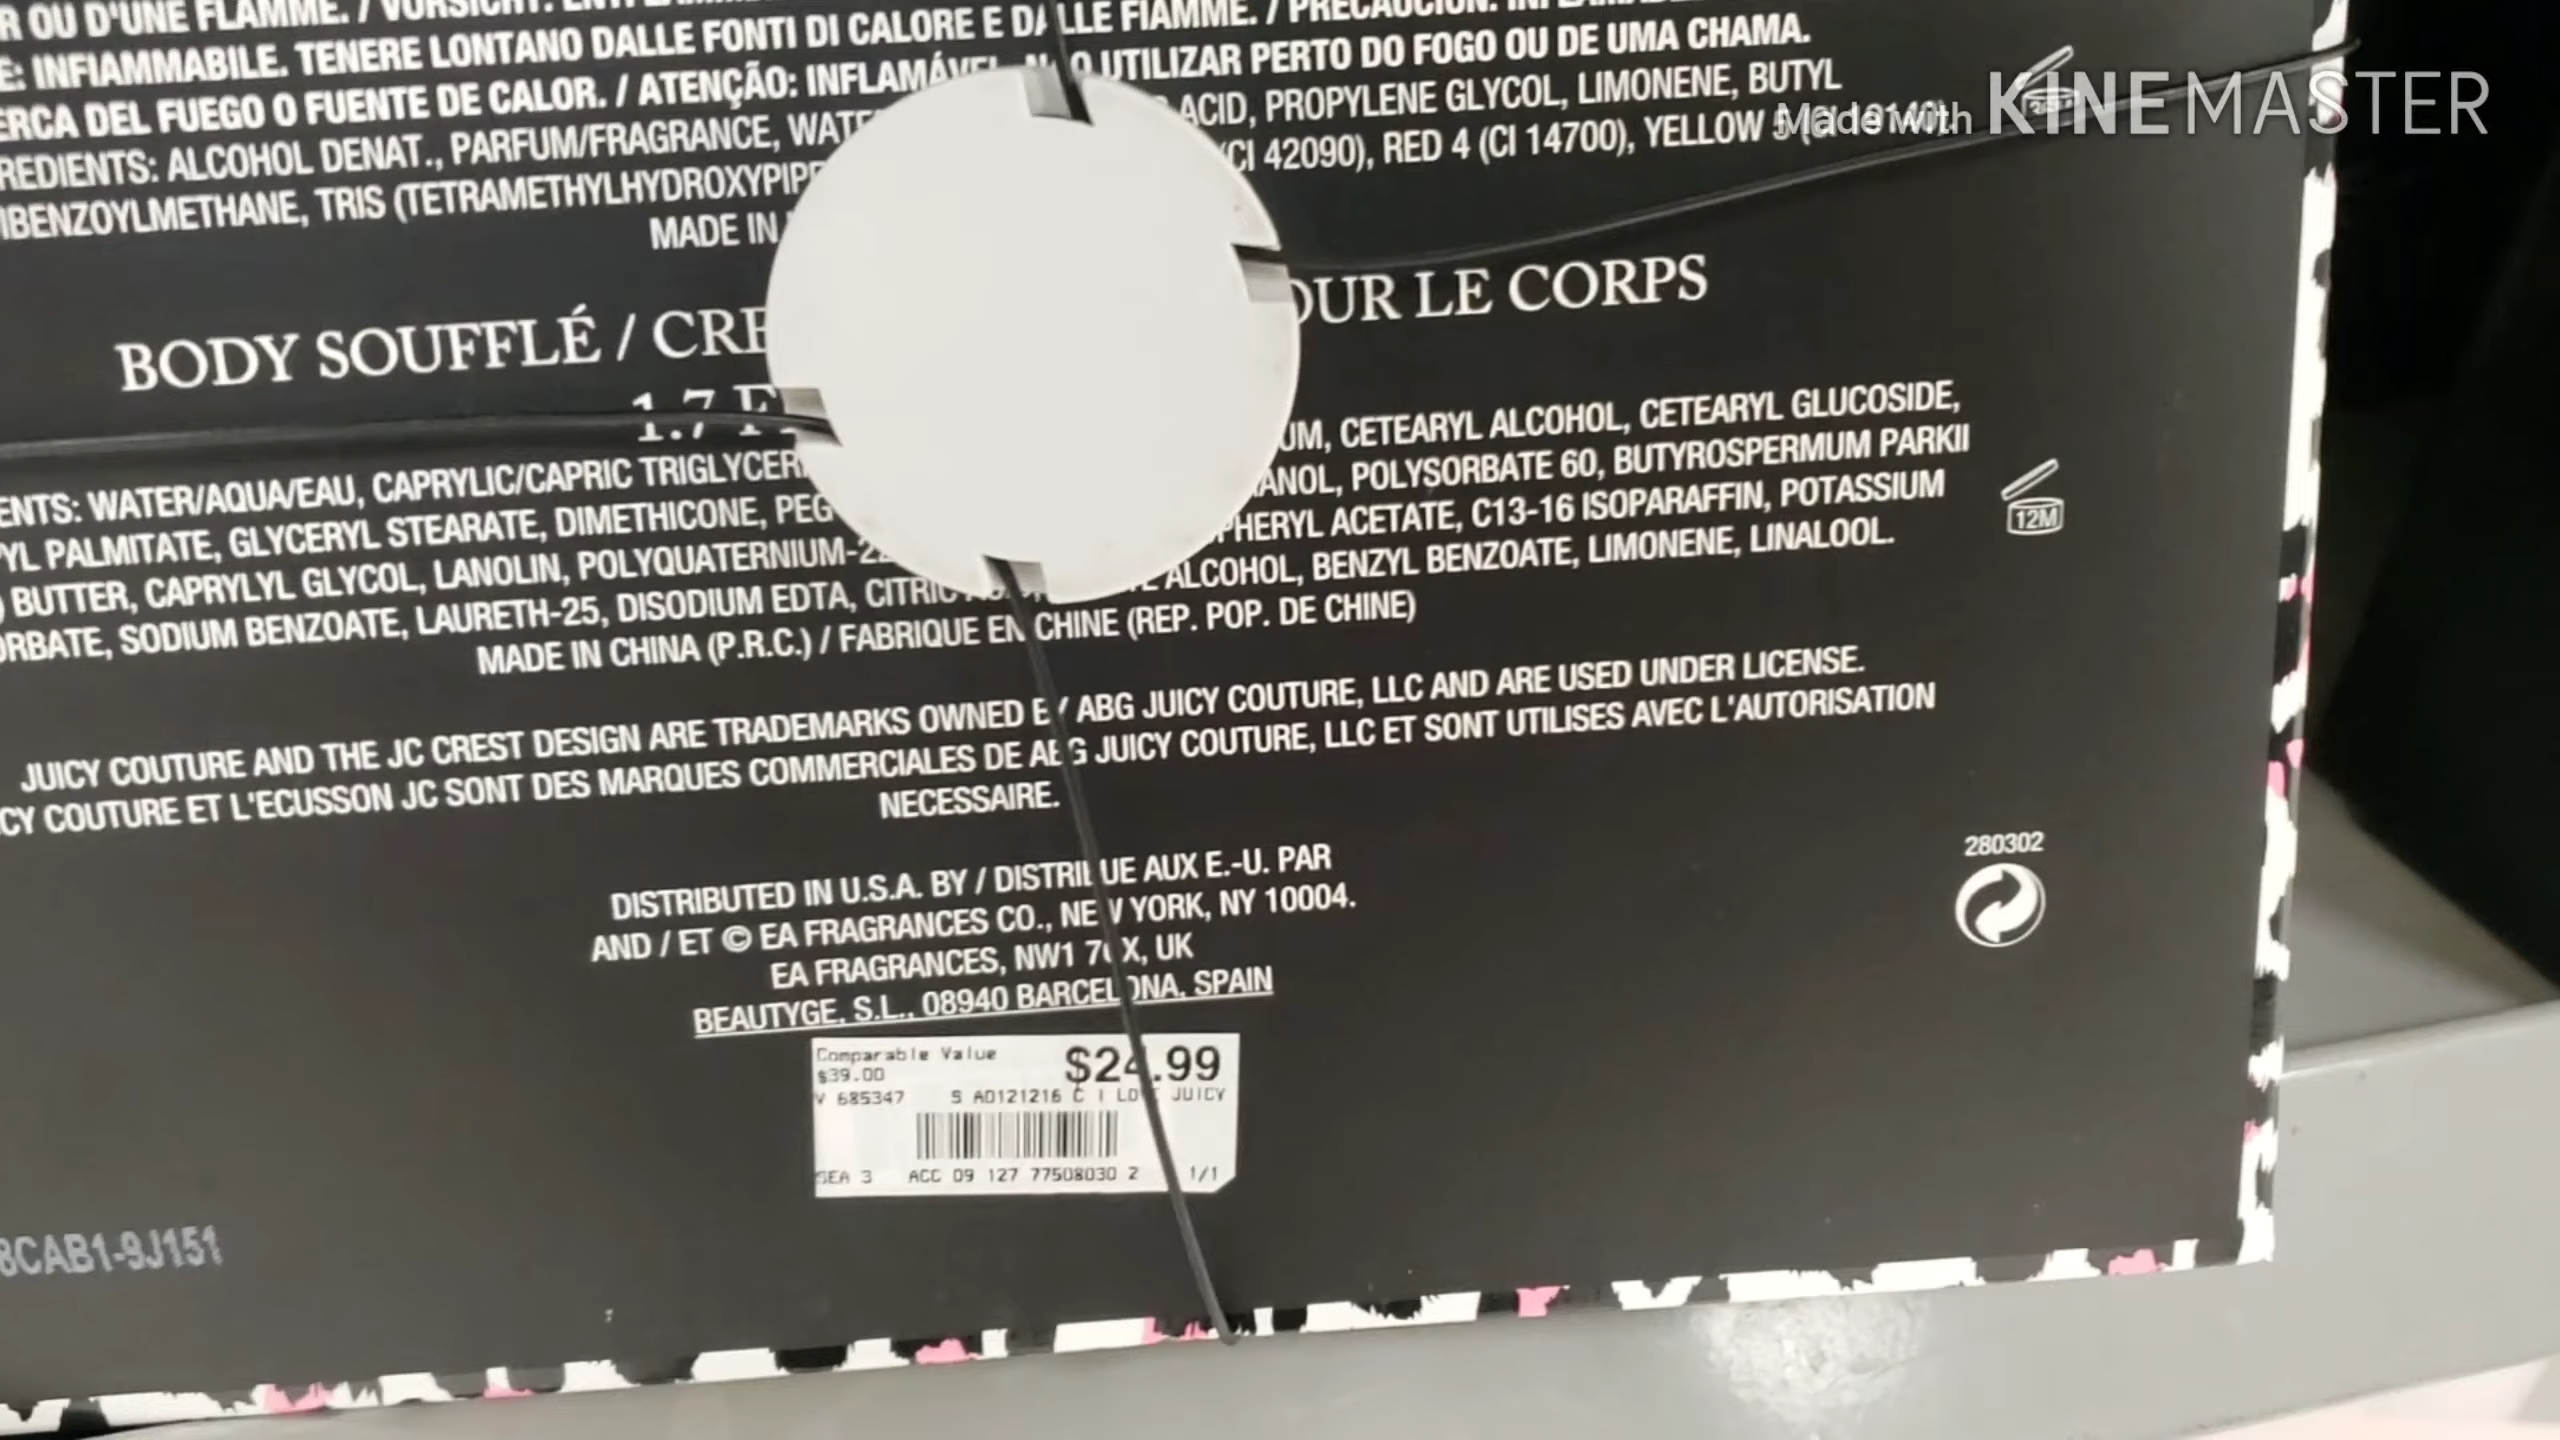 R OU D'UNE FLAMME. /
INFIAMMABILE. TENERE LONTANO DALLE FONTI DI CALORE E DALLE FIAMME. / PRECAUCIÓN:
ERCA DEL FUEGO O FUENTE DE CALOR. / ATENÇÃO: INFLAMÁVEL. UTILIZAR PERTO DO FOGO OU DE UMA CHAMA.
REDIENTS: ALCOHOL DENAT., PARFUM/FRAGRANCE, ACID, PROPYLENE GLYCOL, LIMONENE, BUTYL
IBENZOYLMETHANE, TRIS (CI 42090), RED 4 (CI 14700), YELLOW 5
MADE IN
Made with KINEMASTER
BODY SOUFFLÉ / OUR LE CORPS
1.7
ENTS: WATER/AQUA/EAU, CAPRYLIC/CAPRIC UM, CETEARYL ALCOHOL, CETEARYL GLUCOSIDE,
YL PALMITATE, GLYCERYL STEARATE, DIMETHICONE, PEG ANOL, POLYSORBATE 60, BUTYROSPERMUM PARKII
) BUTTER, CAPRYLYL GLYCOL, LANOLIN, PHERYL ACETATE, C13-16 ISOPARAFFIN, POTASSIUM
ORBATE, SODIUM BENZOATE, LAURETH-25, DISODIUM EDTA, ALCOHOL, BENZYL BENZOATE, LIMONENE, LINALOOL.
12M
MADE IN CHINA (P.R.C.) / FABRIQUE EN CHINE (REP. POP. DE CHINE)
JUICY COUTURE AND THE JC CREST DESIGN ARE TRADEMARKS OWNED BY ABG JUICY COUTURE, LLC AND ARE USED UNDER LICENSE.
CY COUTURE ET L'ECUSSON JC SONT DES MARQUES COMMERCIALES DE ABG JUICY COUTURE, LLC ET SONT UTILISES AVEC L'AUTORISATION
NECESSAIRE.
280302
DISTRIBUTED IN U.S.A. BY / DISTRIBUE AUX E.-U. PAR
AND / ET © EA FRAGRANCES CO., NEW YORK, NY 10004.
EA FRAGRANCES, NW1 UK
BEAUTYGE, S.L., 08940 BARCELONA, SPAIN
Comparable Value $24.99
$39.00
V 685347 S A0121216 C I LOVE JUICY
SEA 3 ACC 09 127 77508030 2 1/1
8CAB1-9J151